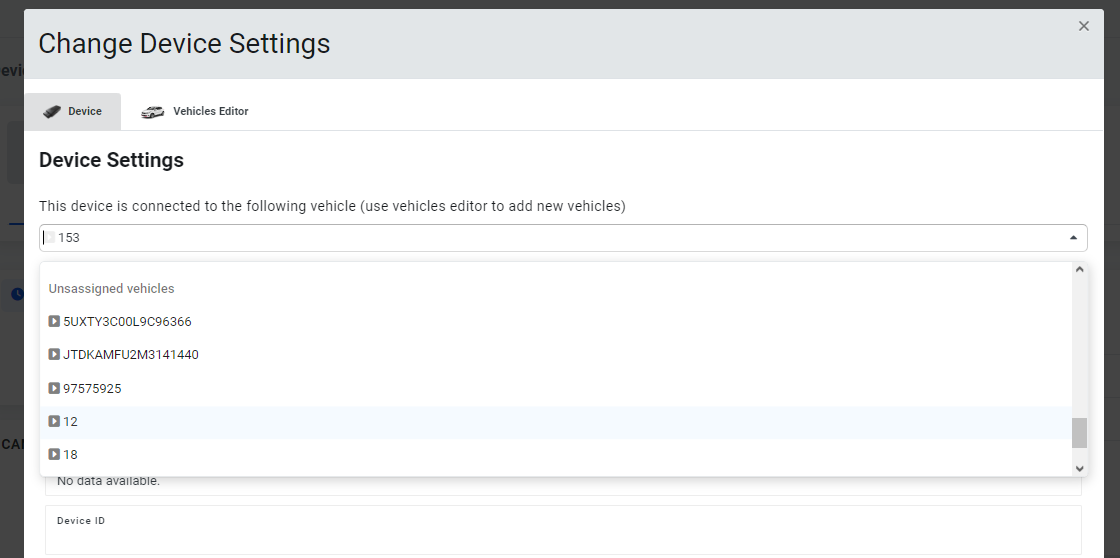 Change Device Settings
Device
Vehicles Editor
Device Settings
This device is connected to the following vehicle (use vehicles editor to add new vehicles)
153
Unsassigned vehicles
5UXTY3C00L9C96366
JTDKAMFU2M3141440
97575925
12
18
No data available.
Device ID